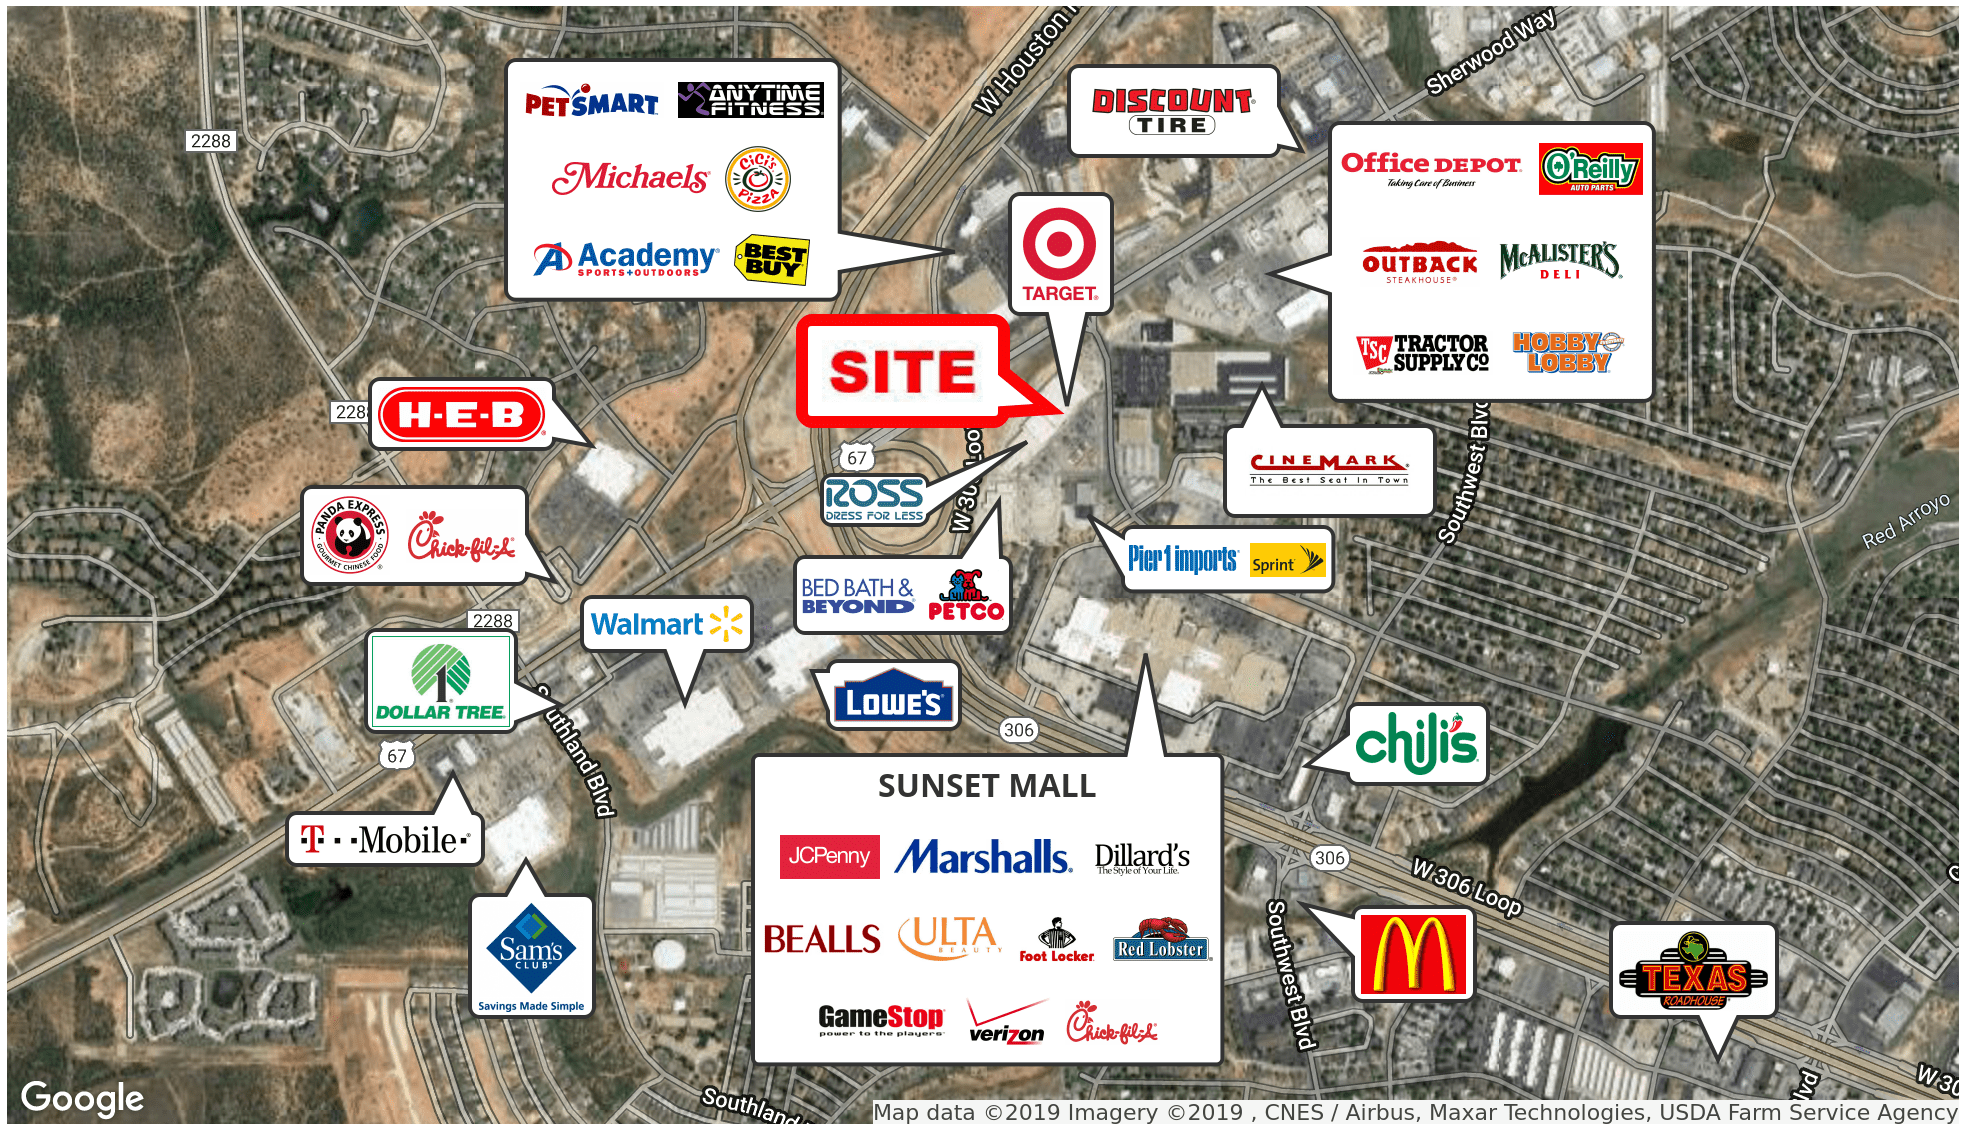 W Houston
Sherwood Way
2288
PETSMART
ANYTIME
FITNESS
Michaels
CiCi's
PIZZA
Academy
SPORTS+OUTDOORS
BEST
BUY
DISCOUNT
TIRE
TARGET
Office DEPOT
Taking Care of Business
O'Reilly
AUTO PARTS
OUTBACK
STEAKHOUSE
McALISTER'S
DELI
TSC
TRACTOR
SUPPLY CO
HOBBY
LOBBY
SITE
228
H-E-B
67
ROSS
DRESS FOR LESS
W 30 Loo
CINEMARK
The Best Seat In Town
Southwest Blvd
Red Arroyo
PANDA EXPRESS
GOURMET CHINESE FOOD
Chick-fil-A
Pier 1 imports
Sprint
BED BATH &
BEYOND
PETCO
2288
Walmart
DOLLAR TREE
LOWE'S
306
Southland Blvd
67
chili's
T··Mobile·
SUNSET MALL
JCPenny
Marshalls
Dillard's
The Style of Your Life.
BEALLS
ULTA
BEAUTY
Foot Locker
Red Lobster
GameStop
power to the players
verizon
Chick-fil-A
306
W 306 Loop
Southwest Blvd
Sam's
CLUB
Savings Made Simple
TEXAS
ROADHOUSE
W 30
lvd
Southland
Google
Map data ©2019 Imagery ©2019 , CNES / Airbus, Maxar Technologies, USDA Farm Service Agency